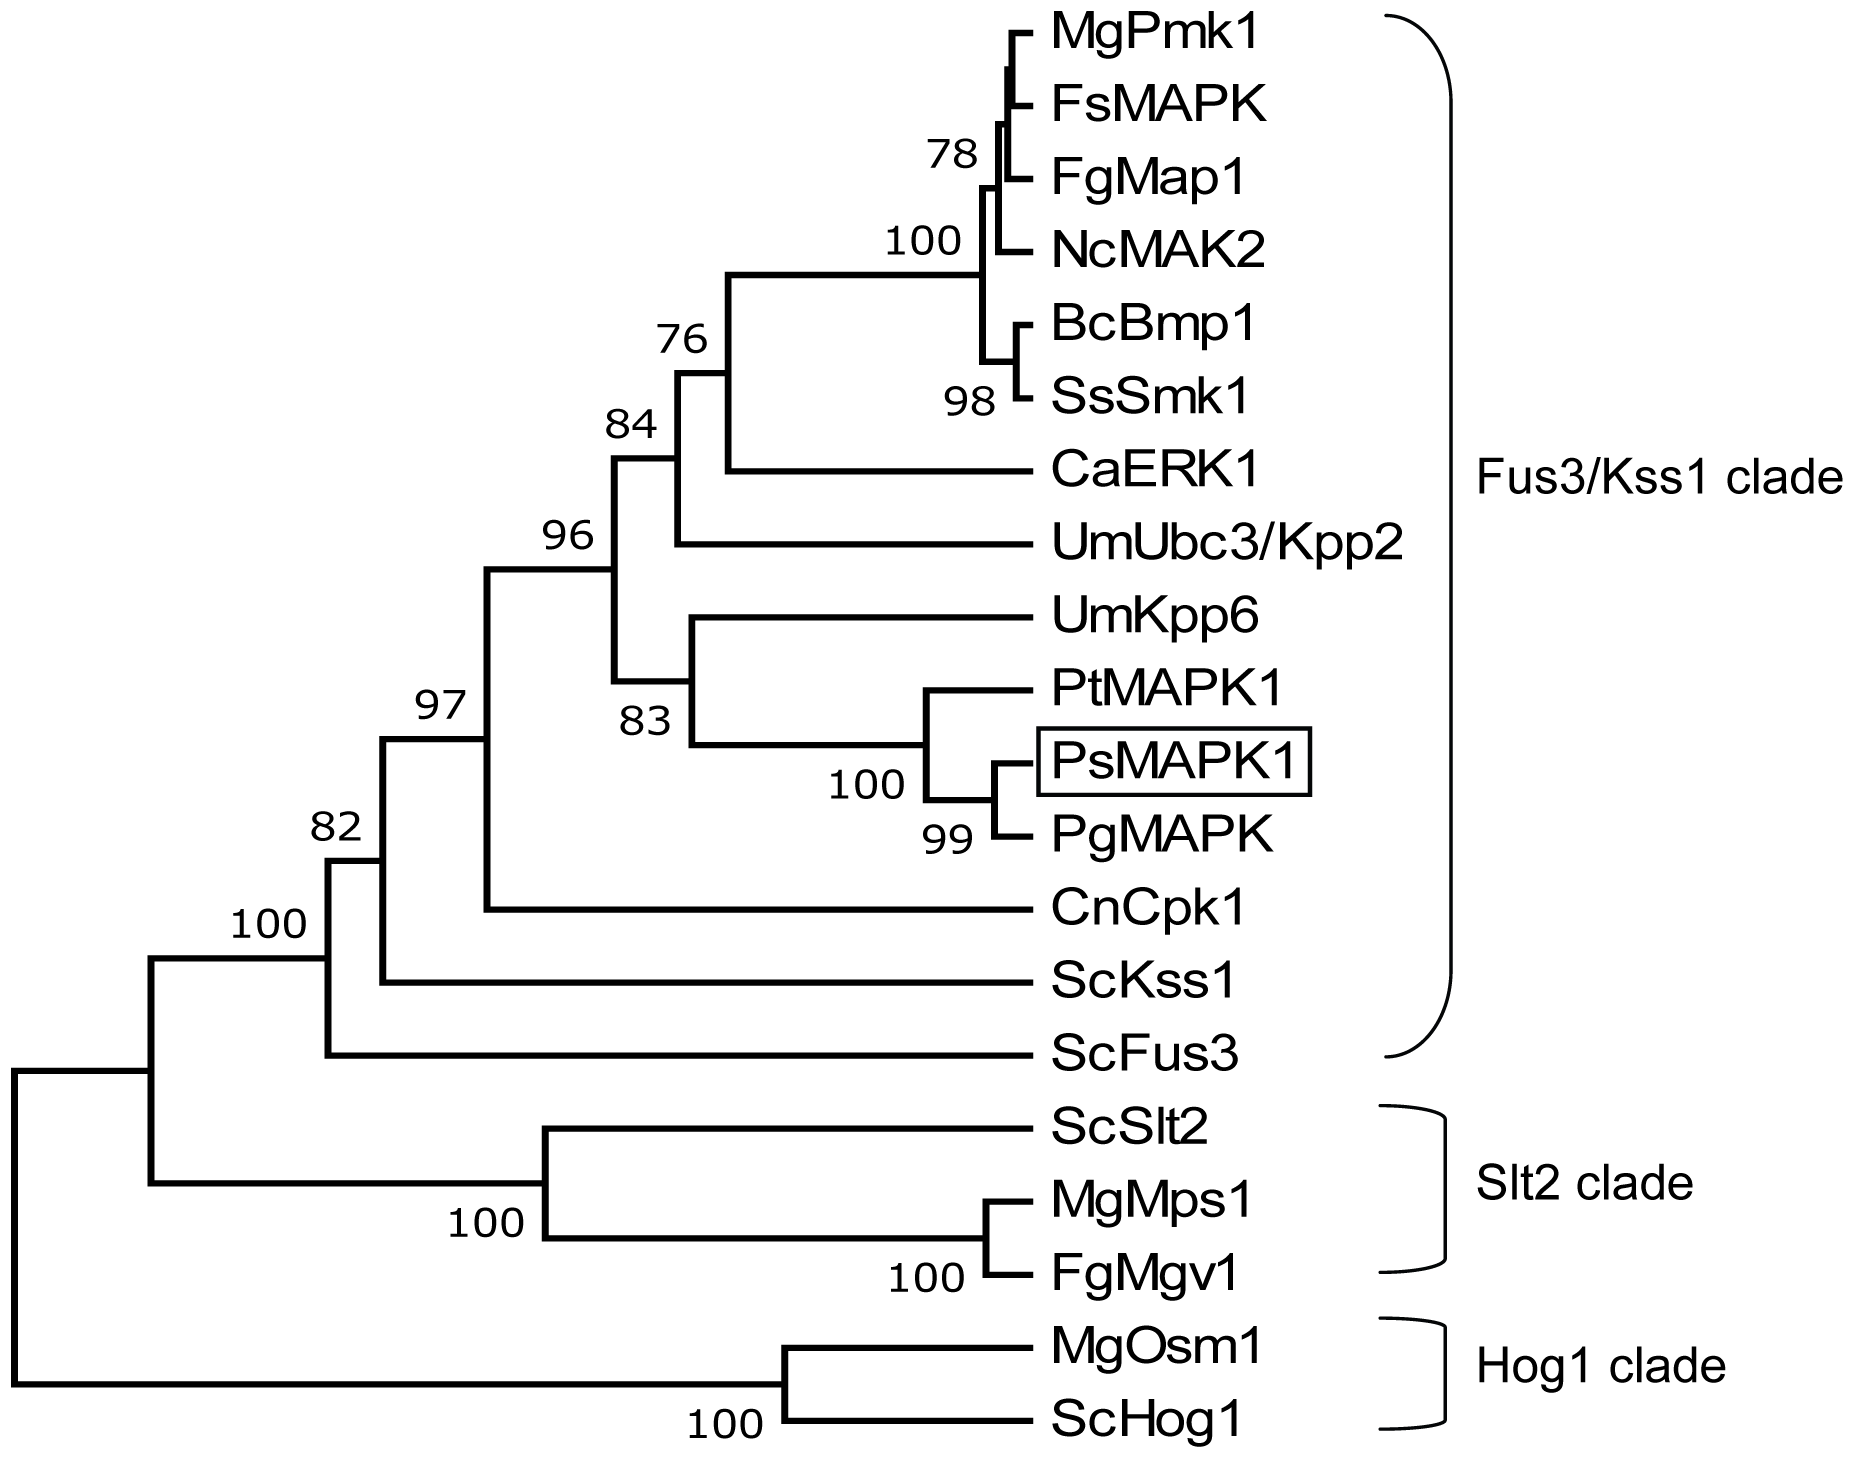 MgPmk1
FsMAPK
78
FgMap1
100
NcMAK2
BcBmp1
76
98
SsSmk1
84
CaERK1
Fus3/Kss1 clade
96
UmUbc3/Kpp2
UmKpp6
97
83
PtMAPK1
PsMAPK1
100
82
99
PgMAPK
CnCpk1
100
ScKss1
ScFus3
ScSlt2
Slt2 clade
100
MgMps1
100
FgMgv1
MgOsm1
Hog1 clade
100
ScHog1